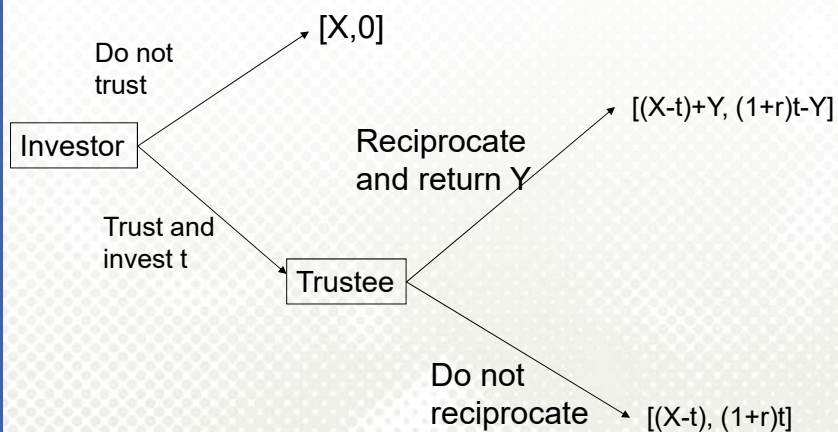 [X,0]
Do not
trust
[(X-t)+Y, (1+r)t-Y]
Investor
Reciprocate
and return Y
Trust and
invest t
Trustee
Do not
reciprocate
[(X-t), (1+r)t]